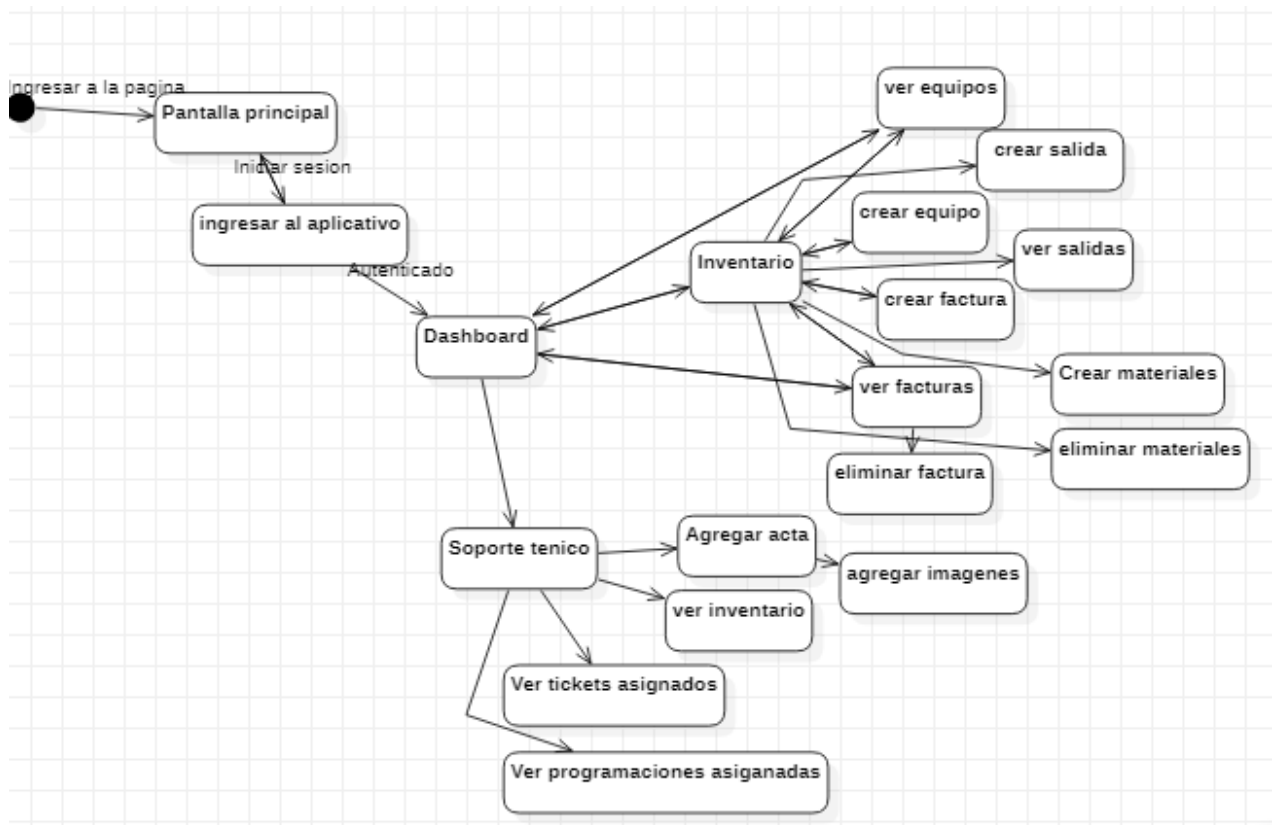 ver equipos
Ingresar a la pagina
Pantalla principal
crear salida
Iniciar sesion
crear equipo
ingresar al aplicativo
ver salidas
Inventario
Autenticado
crear factura
Dashboard
Crear materiales
ver facturas
eliminar materiales
eliminar factura
Agregar acta
Soporte tenico
agregar imagenes
ver inventario
Ver tickets asignados
Ver programaciones asiganadas